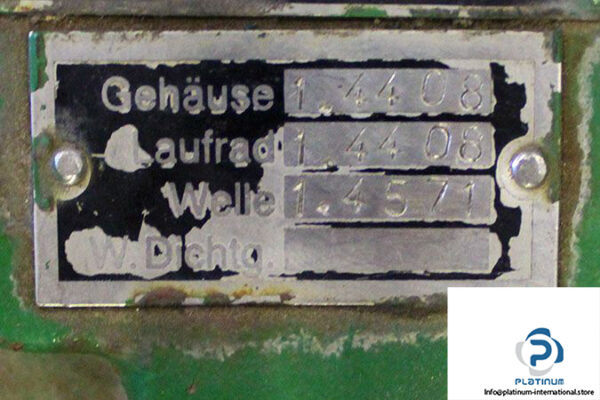 Gehäuse 1.4408
Laufrad 1.4408
Welle 1.4571
W.Dichtg.
PLATINUM
Info@platinum-international.store